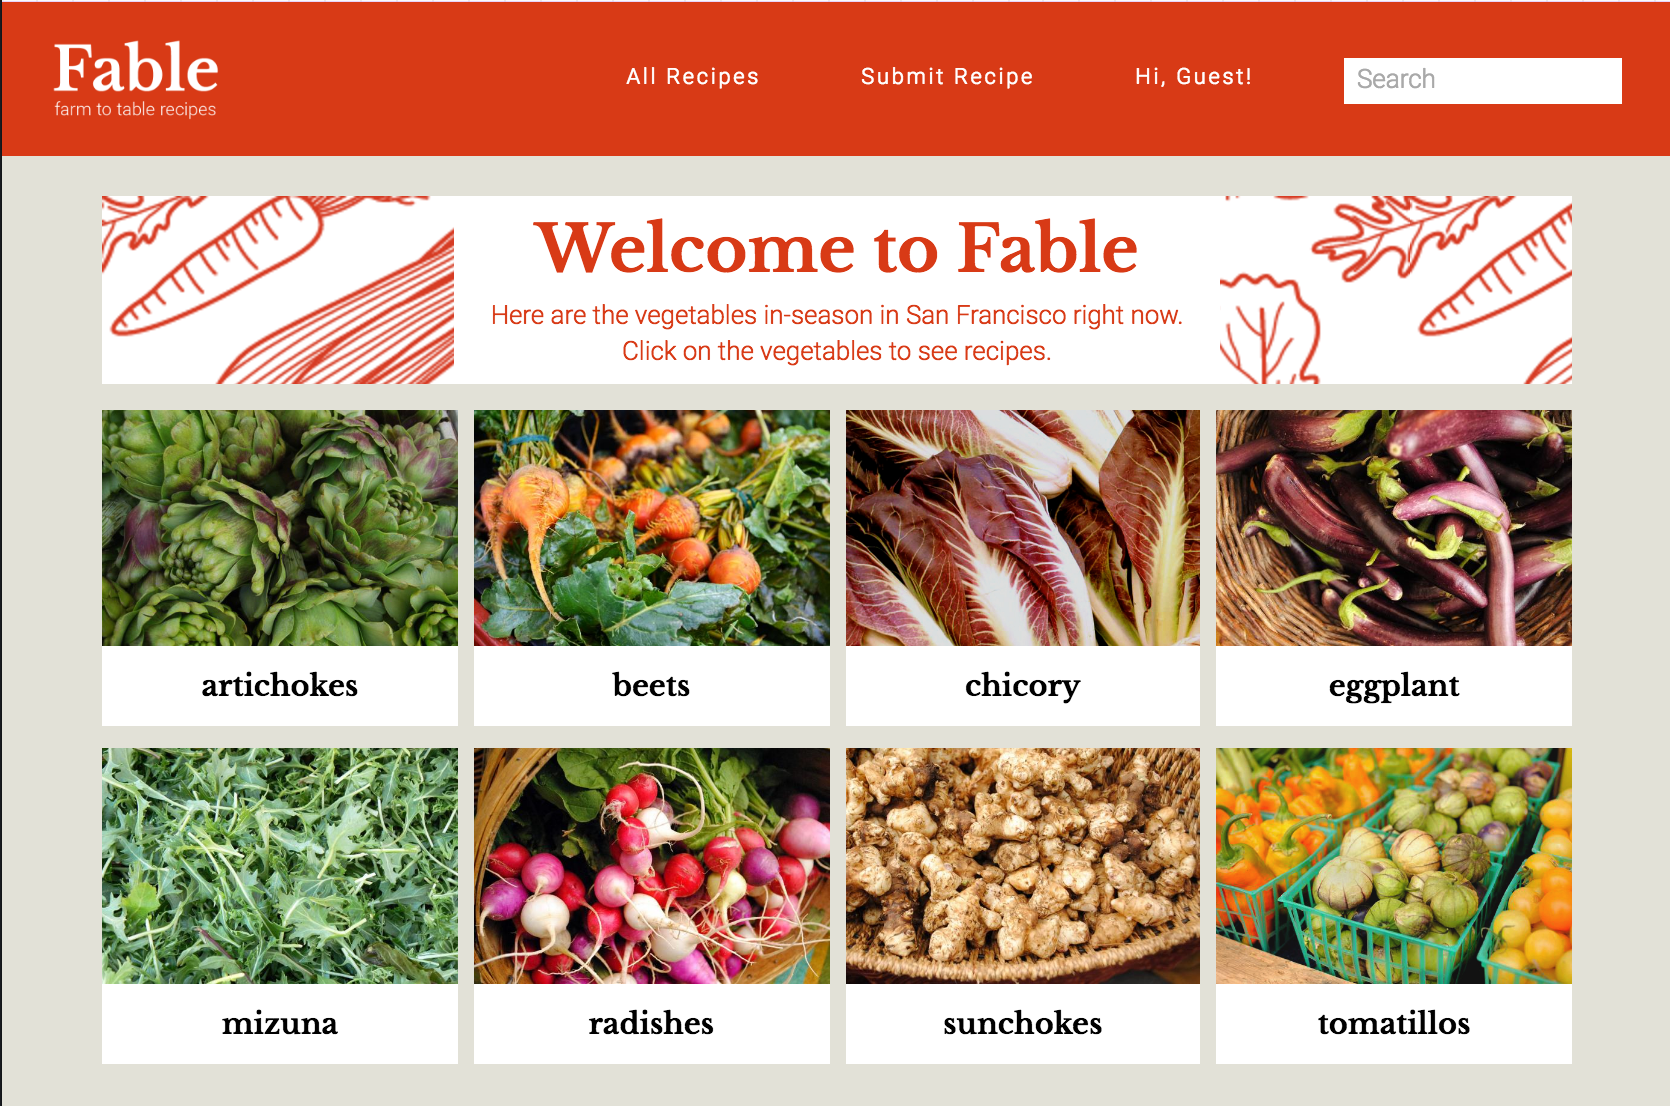 Fable
farm to table recipes
All Recipes
Submit Recipe
Hi, Guest!
Search
Welcome to Fable
Here are the vegetables in-season in San Francisco right now.
Click on the vegetables to see recipes.
artichokes
beets
chicory
eggplant
mizuna
radishes
sunchokes
tomatillos